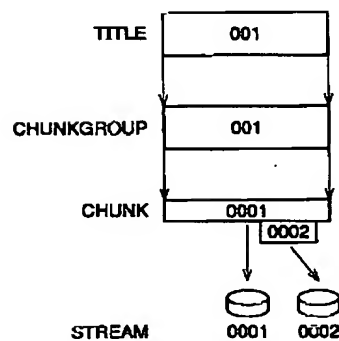 TITLE 001
CHUNKGROUP 001
CHUNK 0001
0002
STREAM 0001 0002